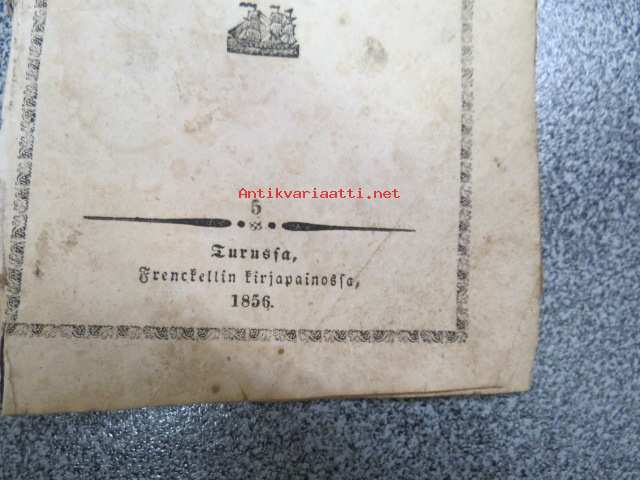 Antikvariaatti.net
5
Turussa,
Frenckellin kirjapainossa,
1856.